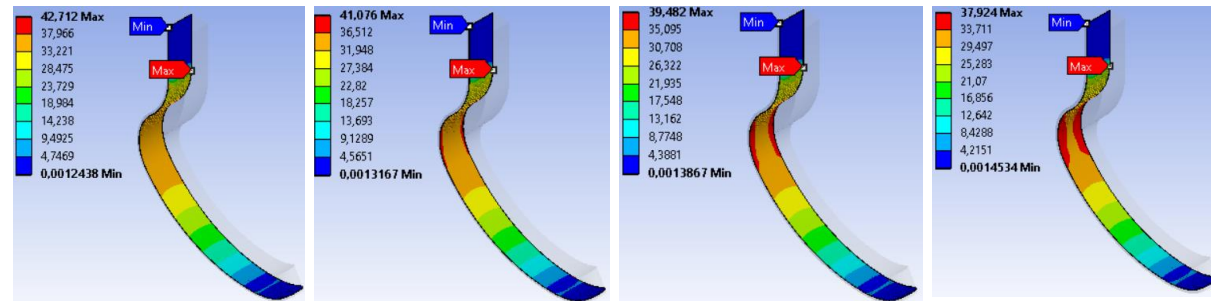 42,712 Max
37,966
33,221
28,475
23,729
18,984
14,238
9,4925
4,7469
0,0012438 Min
Min
Max
41,076 Max
36,512
31,948
27,384
22,82
18,257
13,693
9,1289
4,5651
0,0013167 Min
Min
Max
39,482 Max
35,095
30,708
26,322
21,935
17,548
13,162
8,7748
4,3881
0,0013867 Min
Min
Max
37,924 Max
33,711
29,497
25,283
21,07
16,856
12,642
8,4288
4,2151
0,0014534 Min
Min
Max